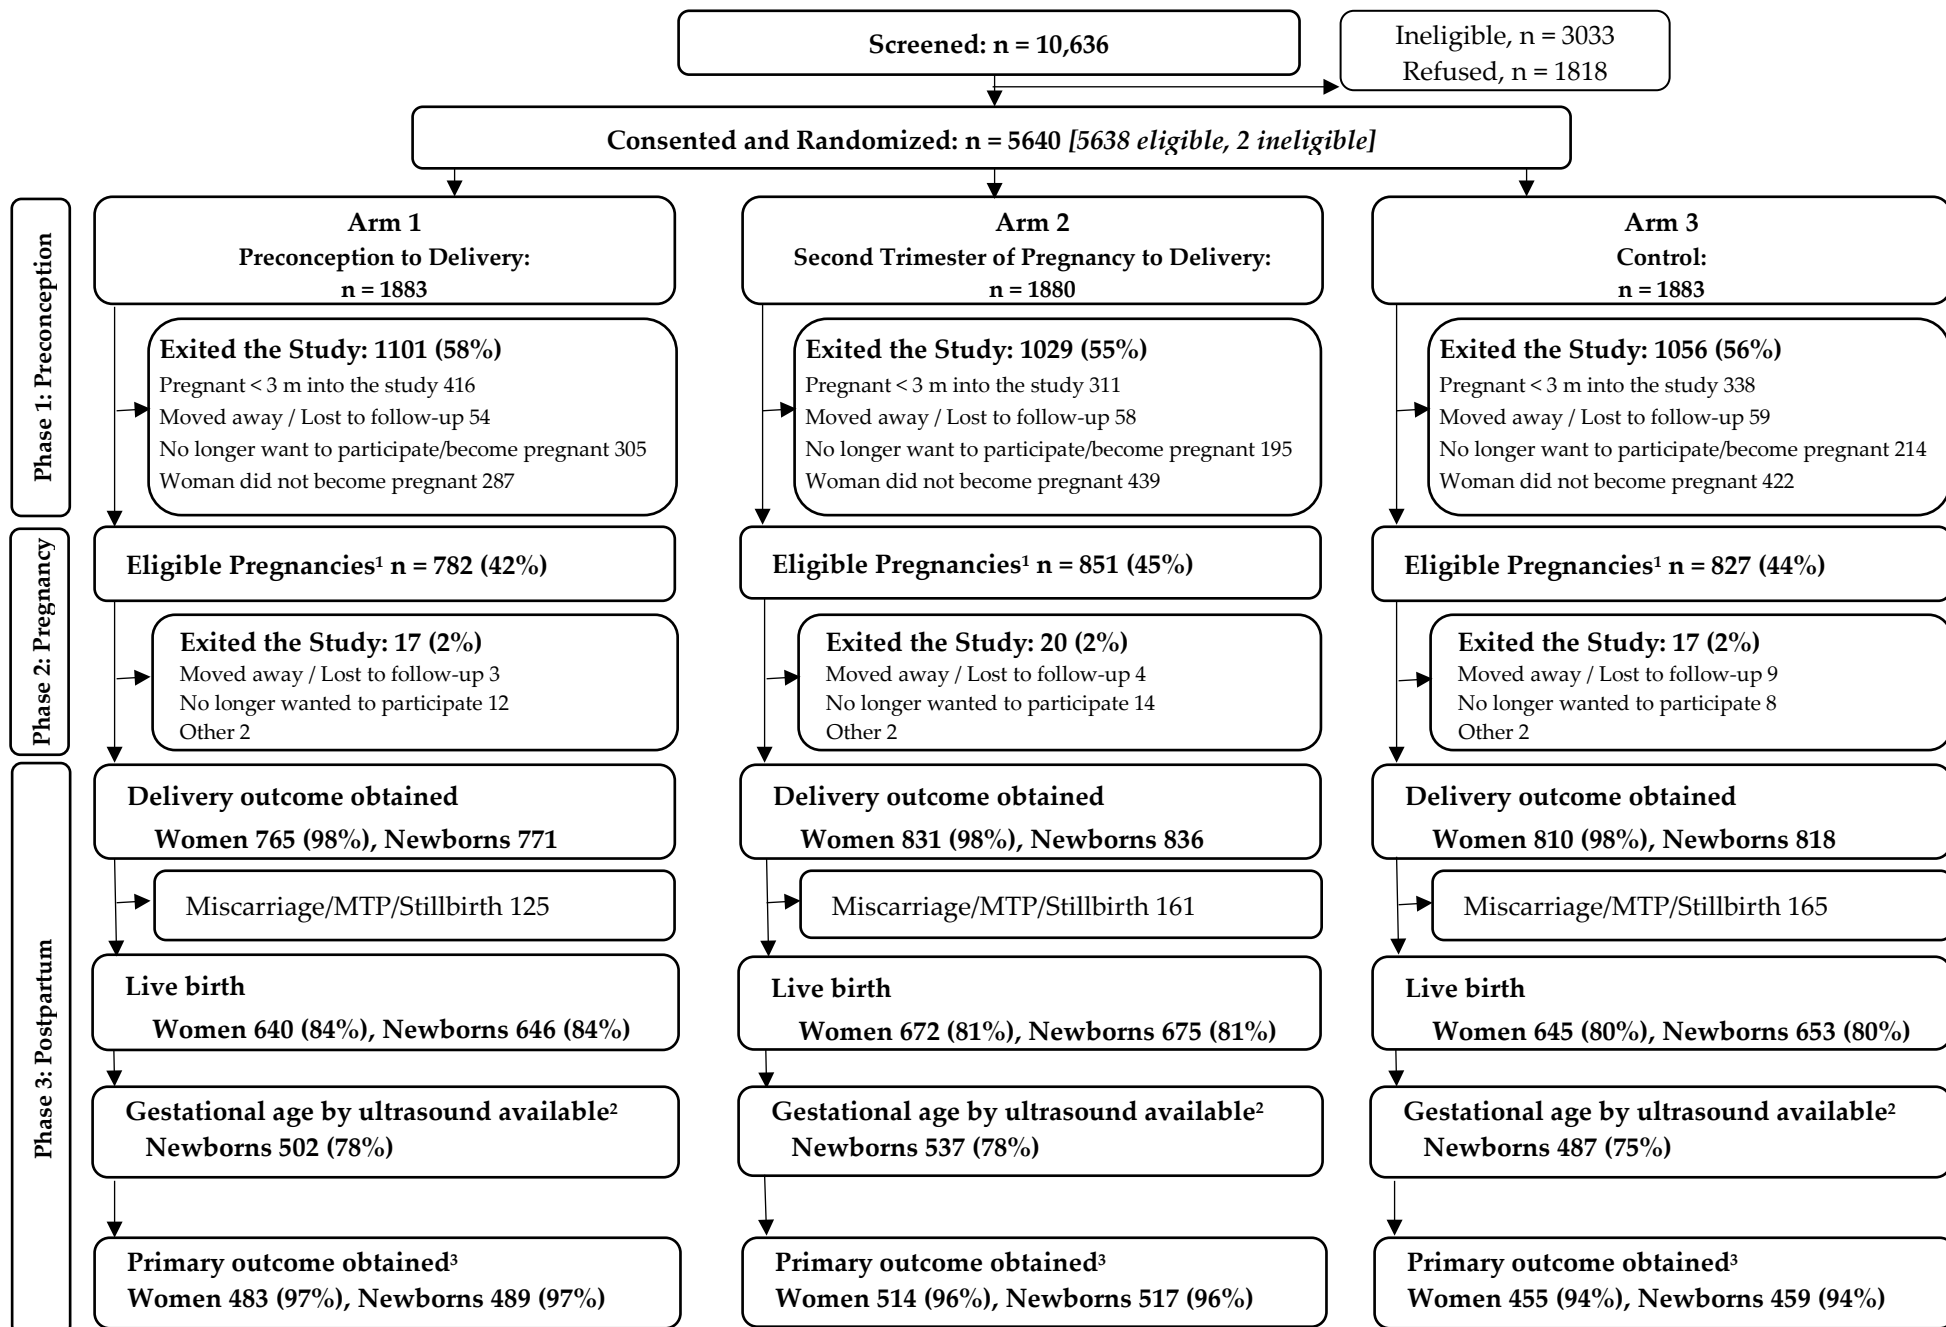 Screened: n = 10,636
Ineligible, n = 3033
Refused, n = 1818
Consented and Randomized: n = 5640 [5638 eligible, 2 ineligible]
Phase 1: Preconception
Arm 1
Preconception to Delivery:
n = 1883
Arm 2
Second Trimester of Pregnancy to Delivery:
n = 1880
Arm 3
Control:
n = 1883
Exited the Study: 1101 (58%)
Pregnant < 3 m into the study 416
Moved away / Lost to follow-up 54
No longer want to participate/become pregnant 305
Woman did not become pregnant 287
Exited the Study: 1029 (55%)
Pregnant < 3 m into the study 311
Moved away / Lost to follow-up 58
No longer want to participate/become pregnant 195
Woman did not become pregnant 439
Exited the Study: 1056 (56%)
Pregnant < 3 m into the study 338
Moved away / Lost to follow-up 59
No longer want to participate/become pregnant 214
Woman did not become pregnant 422
Phase 2: Pregnancy
Eligible Pregnancies¹ n = 782 (42%)
Eligible Pregnancies¹ n = 851 (45%)
Eligible Pregnancies¹ n = 827 (44%)
Exited the Study: 17 (2%)
Moved away / Lost to follow-up 3
No longer wanted to participate 12
Other 2
Exited the Study: 20 (2%)
Moved away / Lost to follow-up 4
No longer wanted to participate 14
Other 2
Exited the Study: 17 (2%)
Moved away / Lost to follow-up 9
No longer wanted to participate 8
Other 2
Phase 3: Postpartum
Delivery outcome obtained
Women 765 (98%), Newborns 771
Delivery outcome obtained
Women 831 (98%), Newborns 836
Delivery outcome obtained
Women 810 (98%), Newborns 818
Miscarriage/MTP/Stillbirth 125
Miscarriage/MTP/Stillbirth 161
Miscarriage/MTP/Stillbirth 165
Live birth
Women 640 (84%), Newborns 646 (84%)
Live birth
Women 672 (81%), Newborns 675 (81%)
Live birth
Women 645 (80%), Newborns 653 (80%)
Gestational age by ultrasound available²
Newborns 502 (78%)
Gestational age by ultrasound available²
Newborns 537 (78%)
Gestational age by ultrasound available²
Newborns 487 (75%)
Primary outcome obtained³
Women 483 (97%), Newborns 489 (97%)
Primary outcome obtained³
Women 514 (96%), Newborns 517 (96%)
Primary outcome obtained³
Women 455 (94%), Newborns 459 (94%)